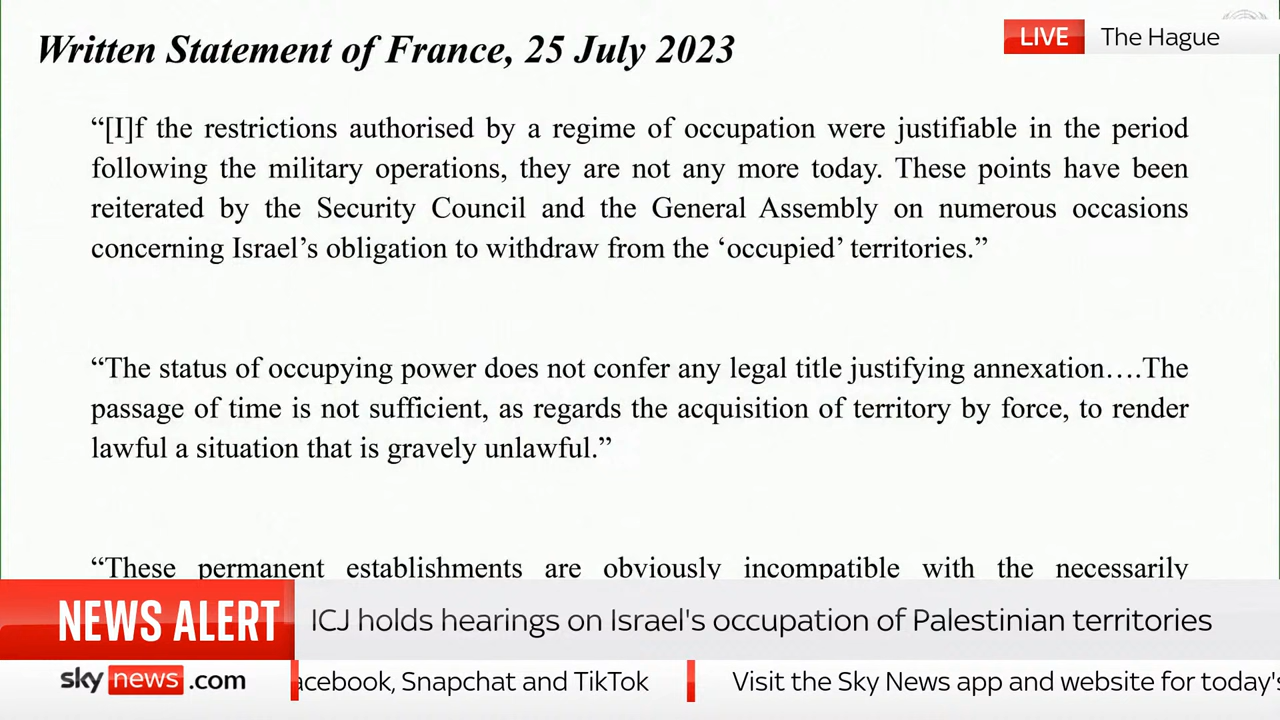 Written Statement of France, 25 July 2023
LIVE The Hague
“[I]f the restrictions authorised by a regime of occupation were justifiable in the period
following the military operations, they are not any more today. These points have been
reiterated by the Security Council and the General Assembly on numerous occasions
concerning Israel’s obligation to withdraw from the ‘occupied’ territories.”
“The status of occupying power does not confer any legal title justifying annexation….The
passage of time is not sufficient, as regards the acquisition of territory by force, to render
lawful a situation that is gravely unlawful.”
“These permanent establishments are obviously incompatible with the necessarily
NEWS ALERT
ICJ holds hearings on Israel's occupation of Palestinian territories
sky news .com
acebook, Snapchat and TikTok
Visit the Sky News app and website for today's